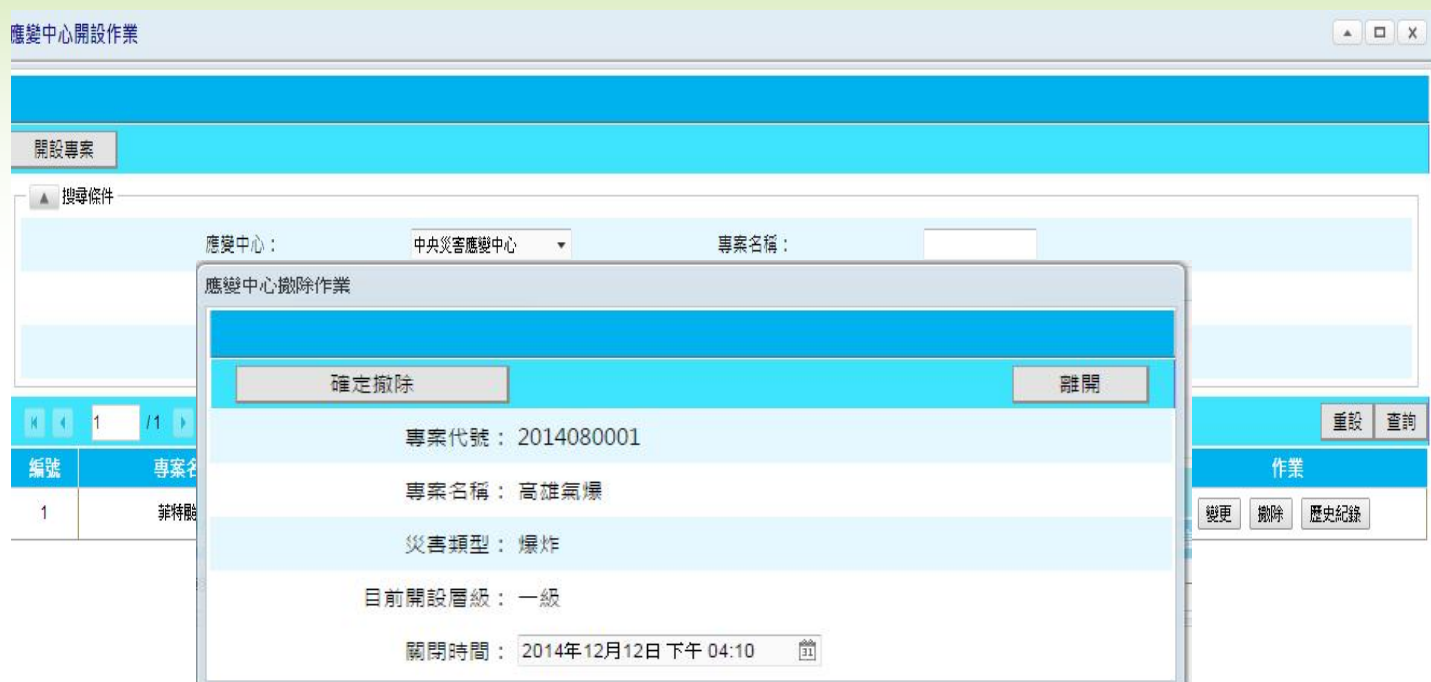 應變中心開設作業
開設專案
搜尋條件
應變中心： 中央災害應變中心 專案名稱：
應變中心撤除作業
確定撤除 離開
專案代號： 2014080001
1 /1 重設 查詢
編號 專案名 作業
專案名稱： 高雄氣爆
1 菲特颱 變更 撤除 歷史紀錄
災害類型： 爆炸
目前開設層級： 一級
關閉時間： 2014年12月12日 下午 04:10